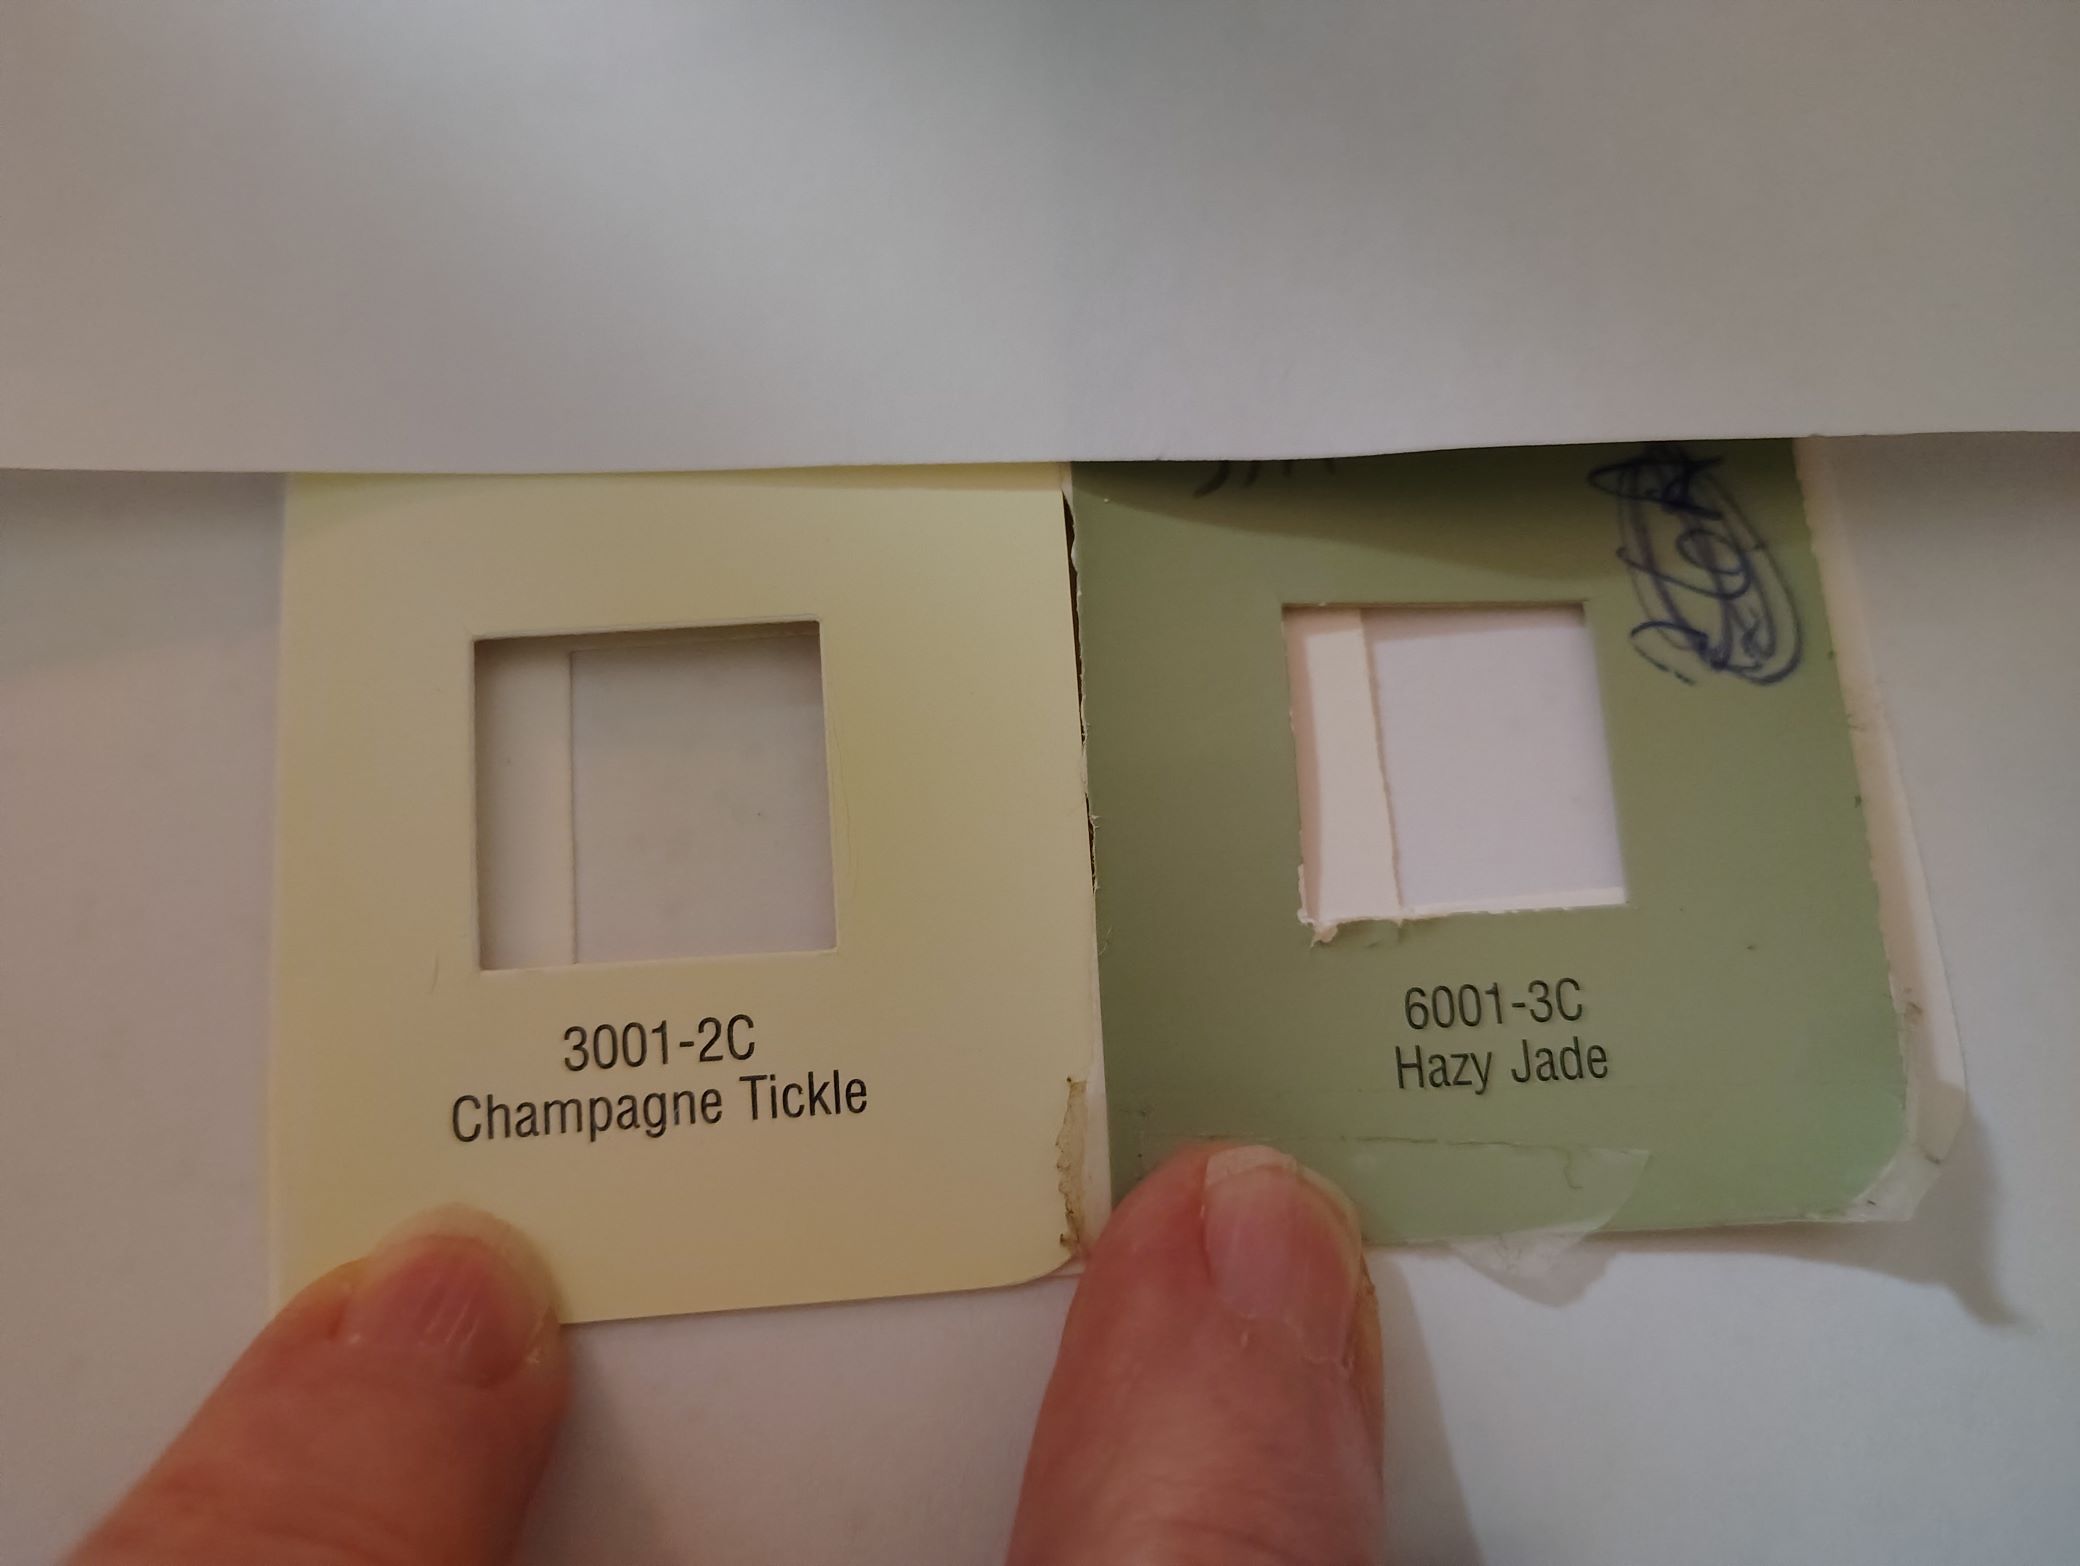 3001-2C
Champagne Tickle
6001-3C
Hazy Jade